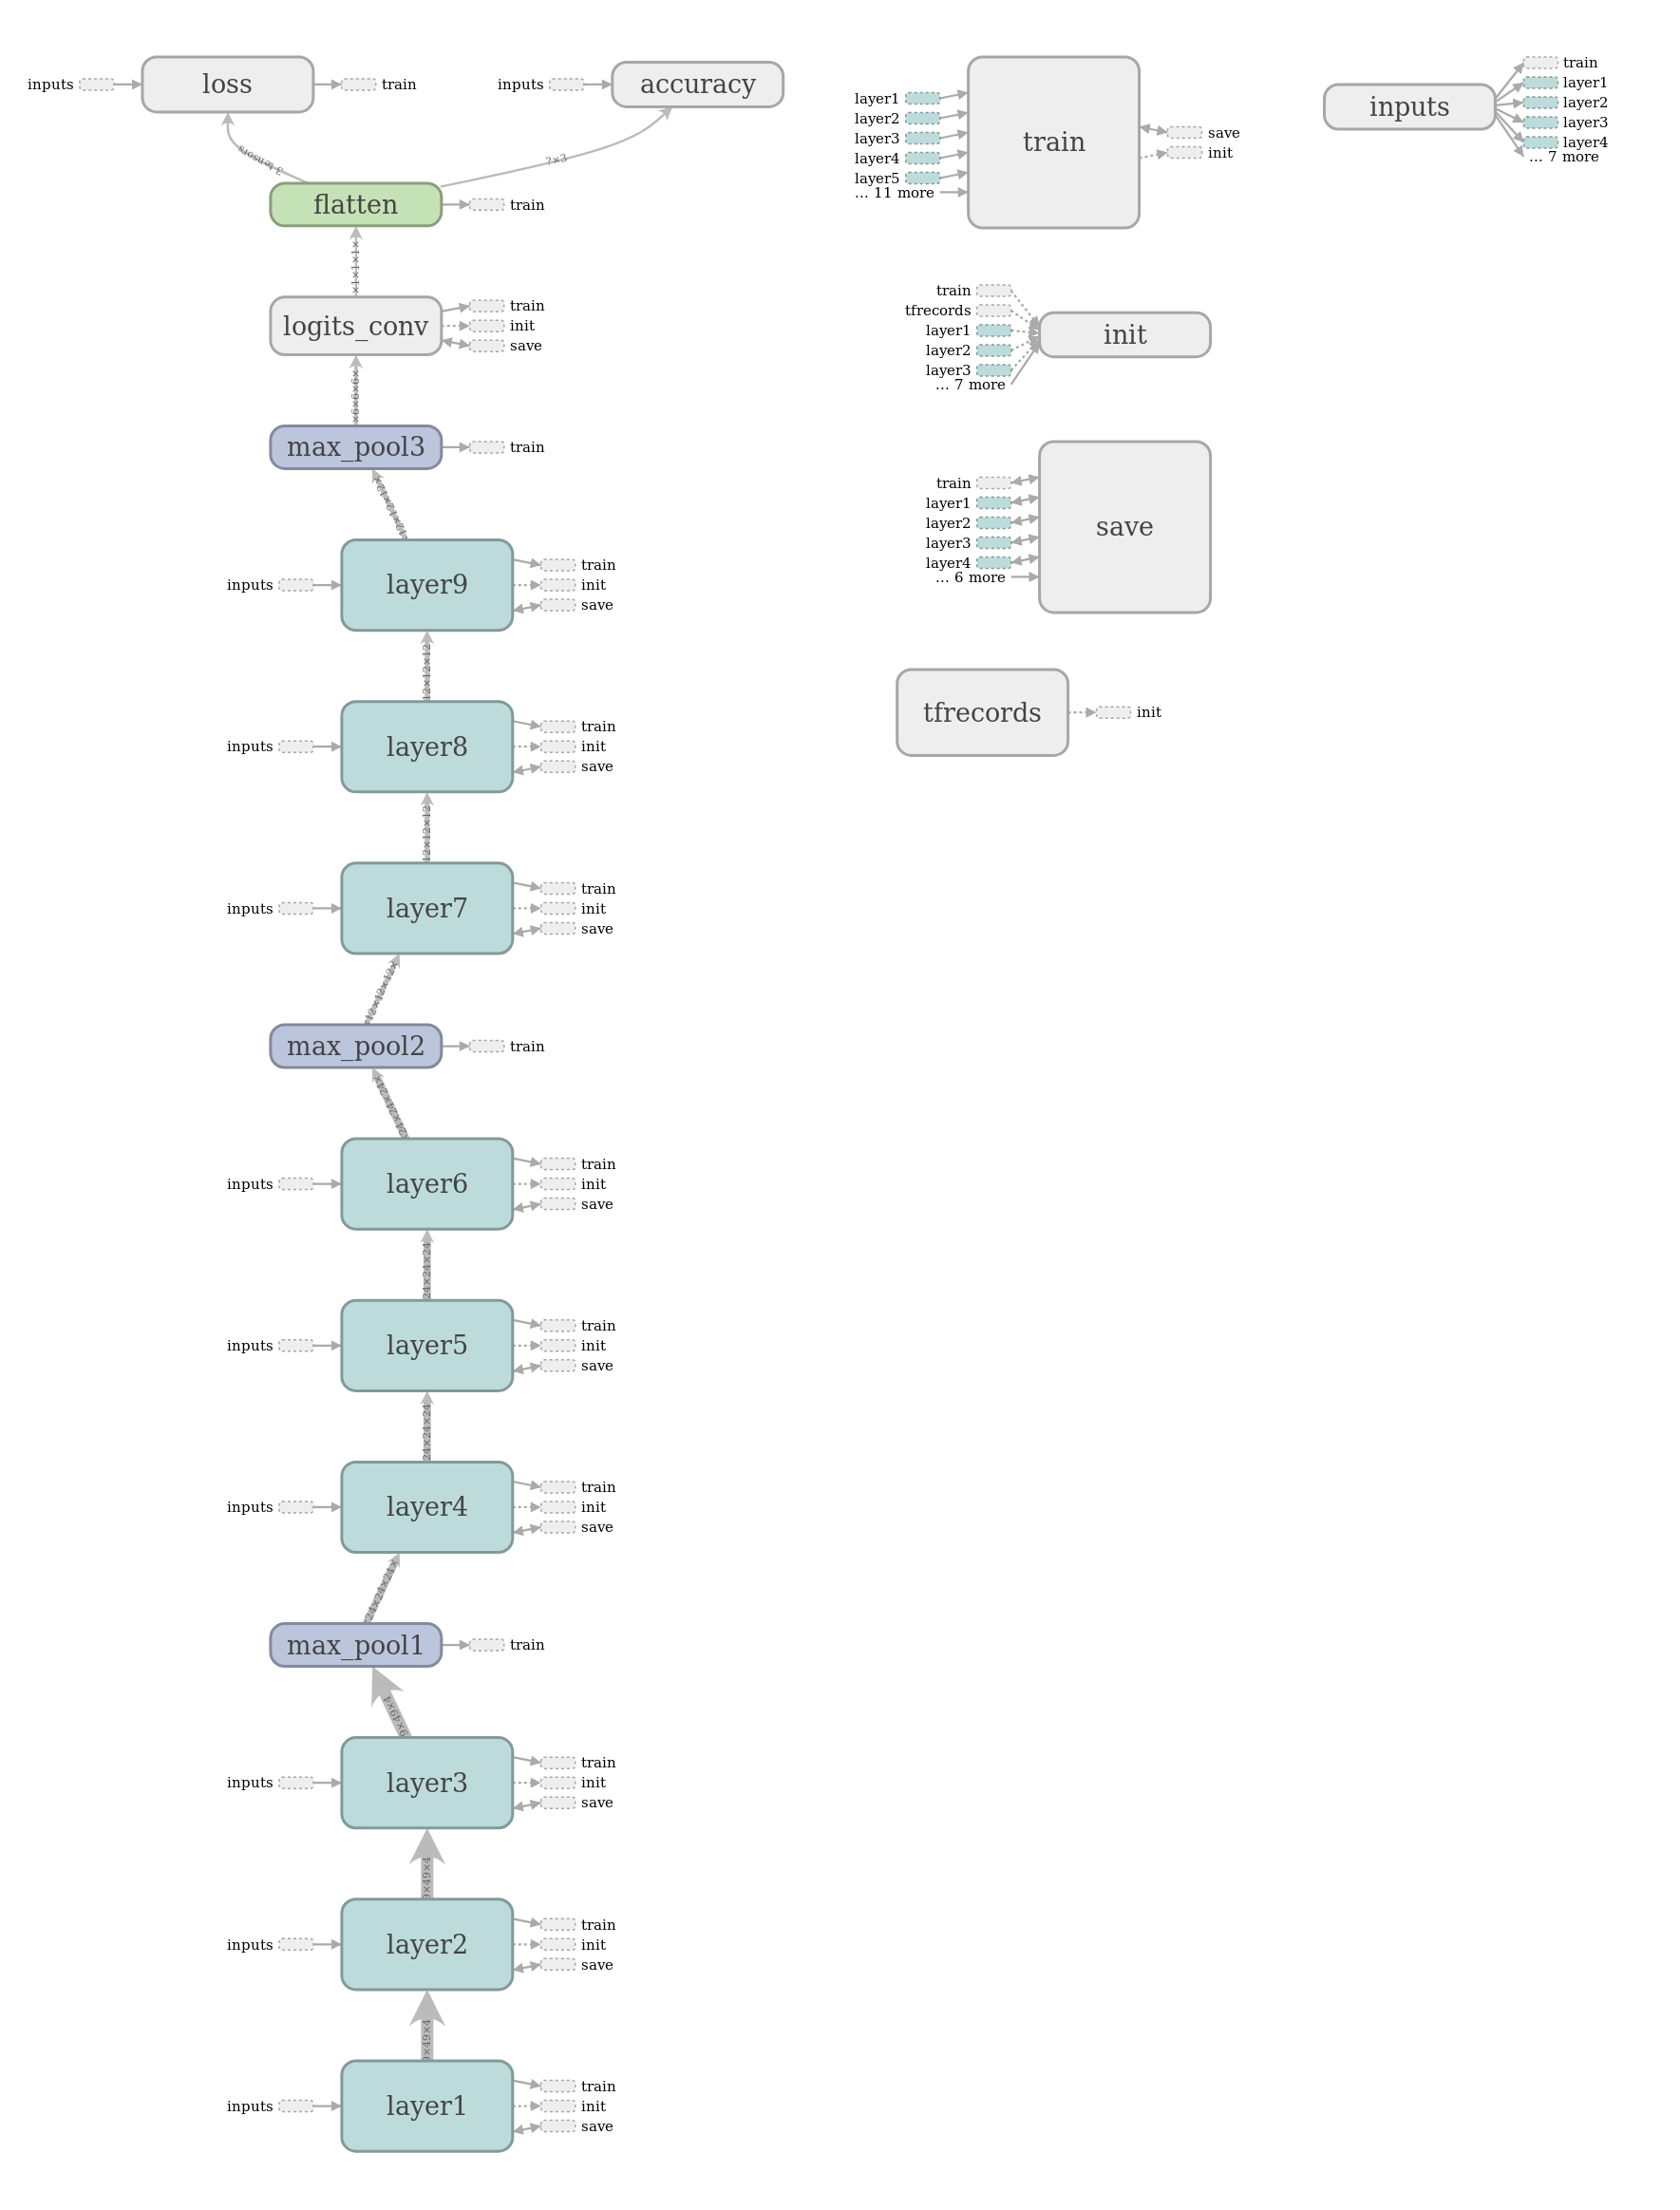 inputs
loss
train
inputs
accuracy
3 tensors
?×3
flatten
train
×1×1×1×
logits_conv
train
init
save
×6×6×6×
max_pool3
train
12×12×12×
layer9
inputs
train
init
save
12×12×12
layer8
inputs
train
init
save
12×12×12
layer7
inputs
train
init
save
12×12×12×
max_pool2
train
24×24×24×
layer6
inputs
train
init
save
24×24×24
layer5
inputs
train
init
save
24×24×24
layer4
inputs
train
init
save
24×24×24×
max_pool1
train
9×49×4
layer3
inputs
train
init
save
9×49×4
layer2
inputs
train
init
save
9×49×4
layer1
inputs
train
init
save
layer1
layer2
layer3
layer4
layer5
... 11 more
train
save
init
train
tfrecords
layer1
layer2
layer3
... 7 more
init
train
layer1
layer2
layer3
layer4
... 6 more
save
tfrecords
init
inputs
train
layer1
layer2
layer3
layer4
... 7 more